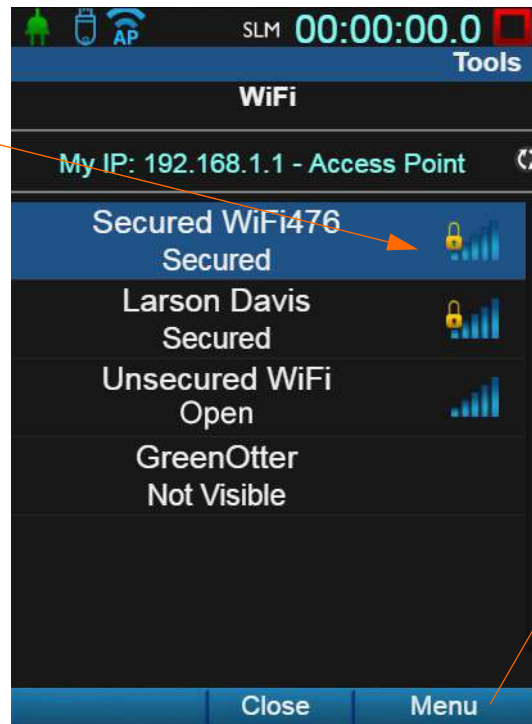 AP SLM 00:00:00.0
Tools
WiFi
My IP: 192.168.1.1 - Access Point
Secured WiFi476
Secured
Larson Davis
Secured
Unsecured WiFi
Open
GreenOtter
Not Visible
Close Menu